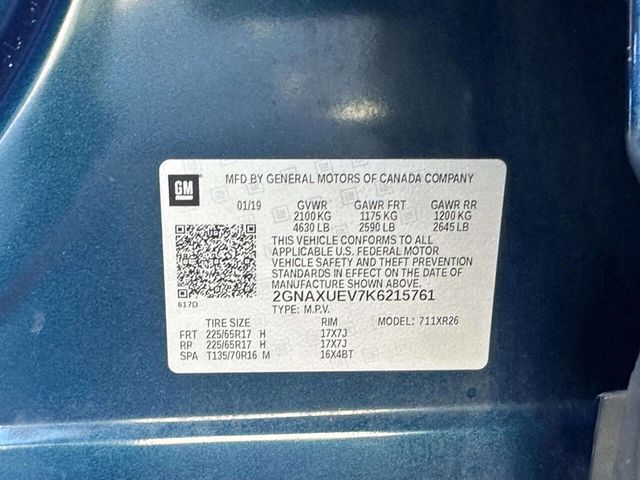 GM
MFD BY GENERAL MOTORS OF CANADA COMPANY
01/19 GVWR GAWR FRT GAWR RR
2100 KG 1175 KG 1200 KG
4630 LB 2590 LB 2645 LB
THIS VEHICLE CONFORMS TO ALL
APPLICABLE U.S. FEDERAL MOTOR
VEHICLE SAFETY AND THEFT PREVENTION
STANDARDS IN EFFECT ON THE DATE OF
MANUFACTURE SHOWN ABOVE.
617D 2GNAXUEV7K6215761
TYPE: M.P.V.
TIRE SIZE RIM MODEL: 711XR26
FRT 225/65R17 H 17X7J
RR 225/65R17 H 17X7J
SPA T135/70R16 M 16X4BT